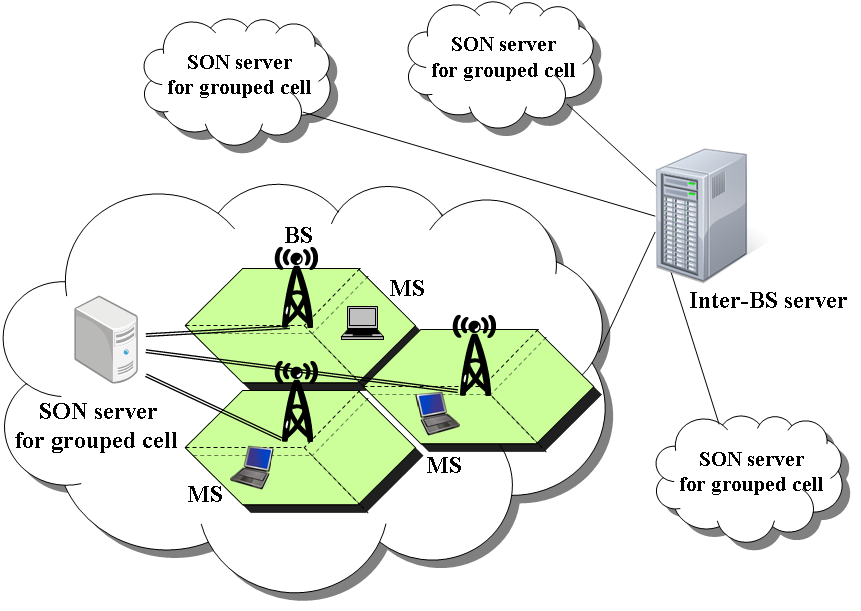 SON server
for grouped cell
SON server
for grouped cell
BS
MS
Inter-BS server
SON server
for grouped cell
MS
MS
SON server
for grouped cell